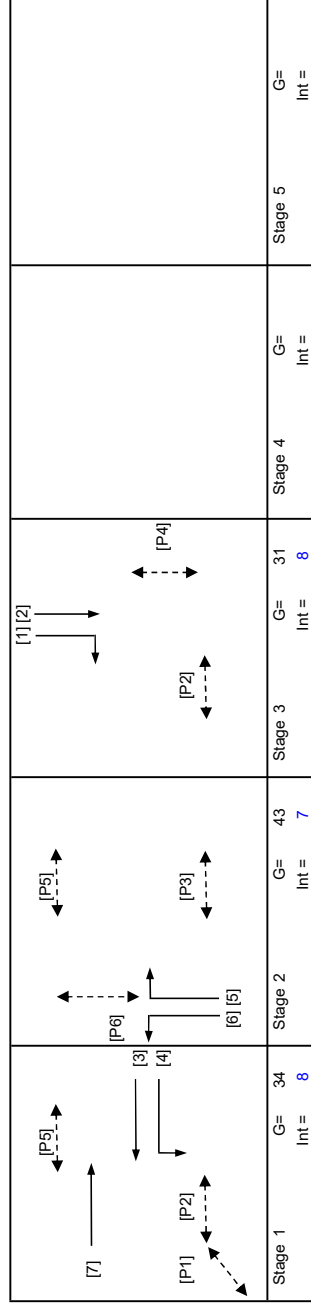 [P1]
[7]
[P2]
[P5]
[3]
[4]
Stage 1 G= 34
Int = 8
[P6]
[6] [5]
[P3]
[P5]
Stage 2 G= 43
Int = 7
[1] [2]
[P2]
[P4]
Stage 3 G= 31
Int = 8
Stage 4 G=
Int =
Stage 5 G=
Int =